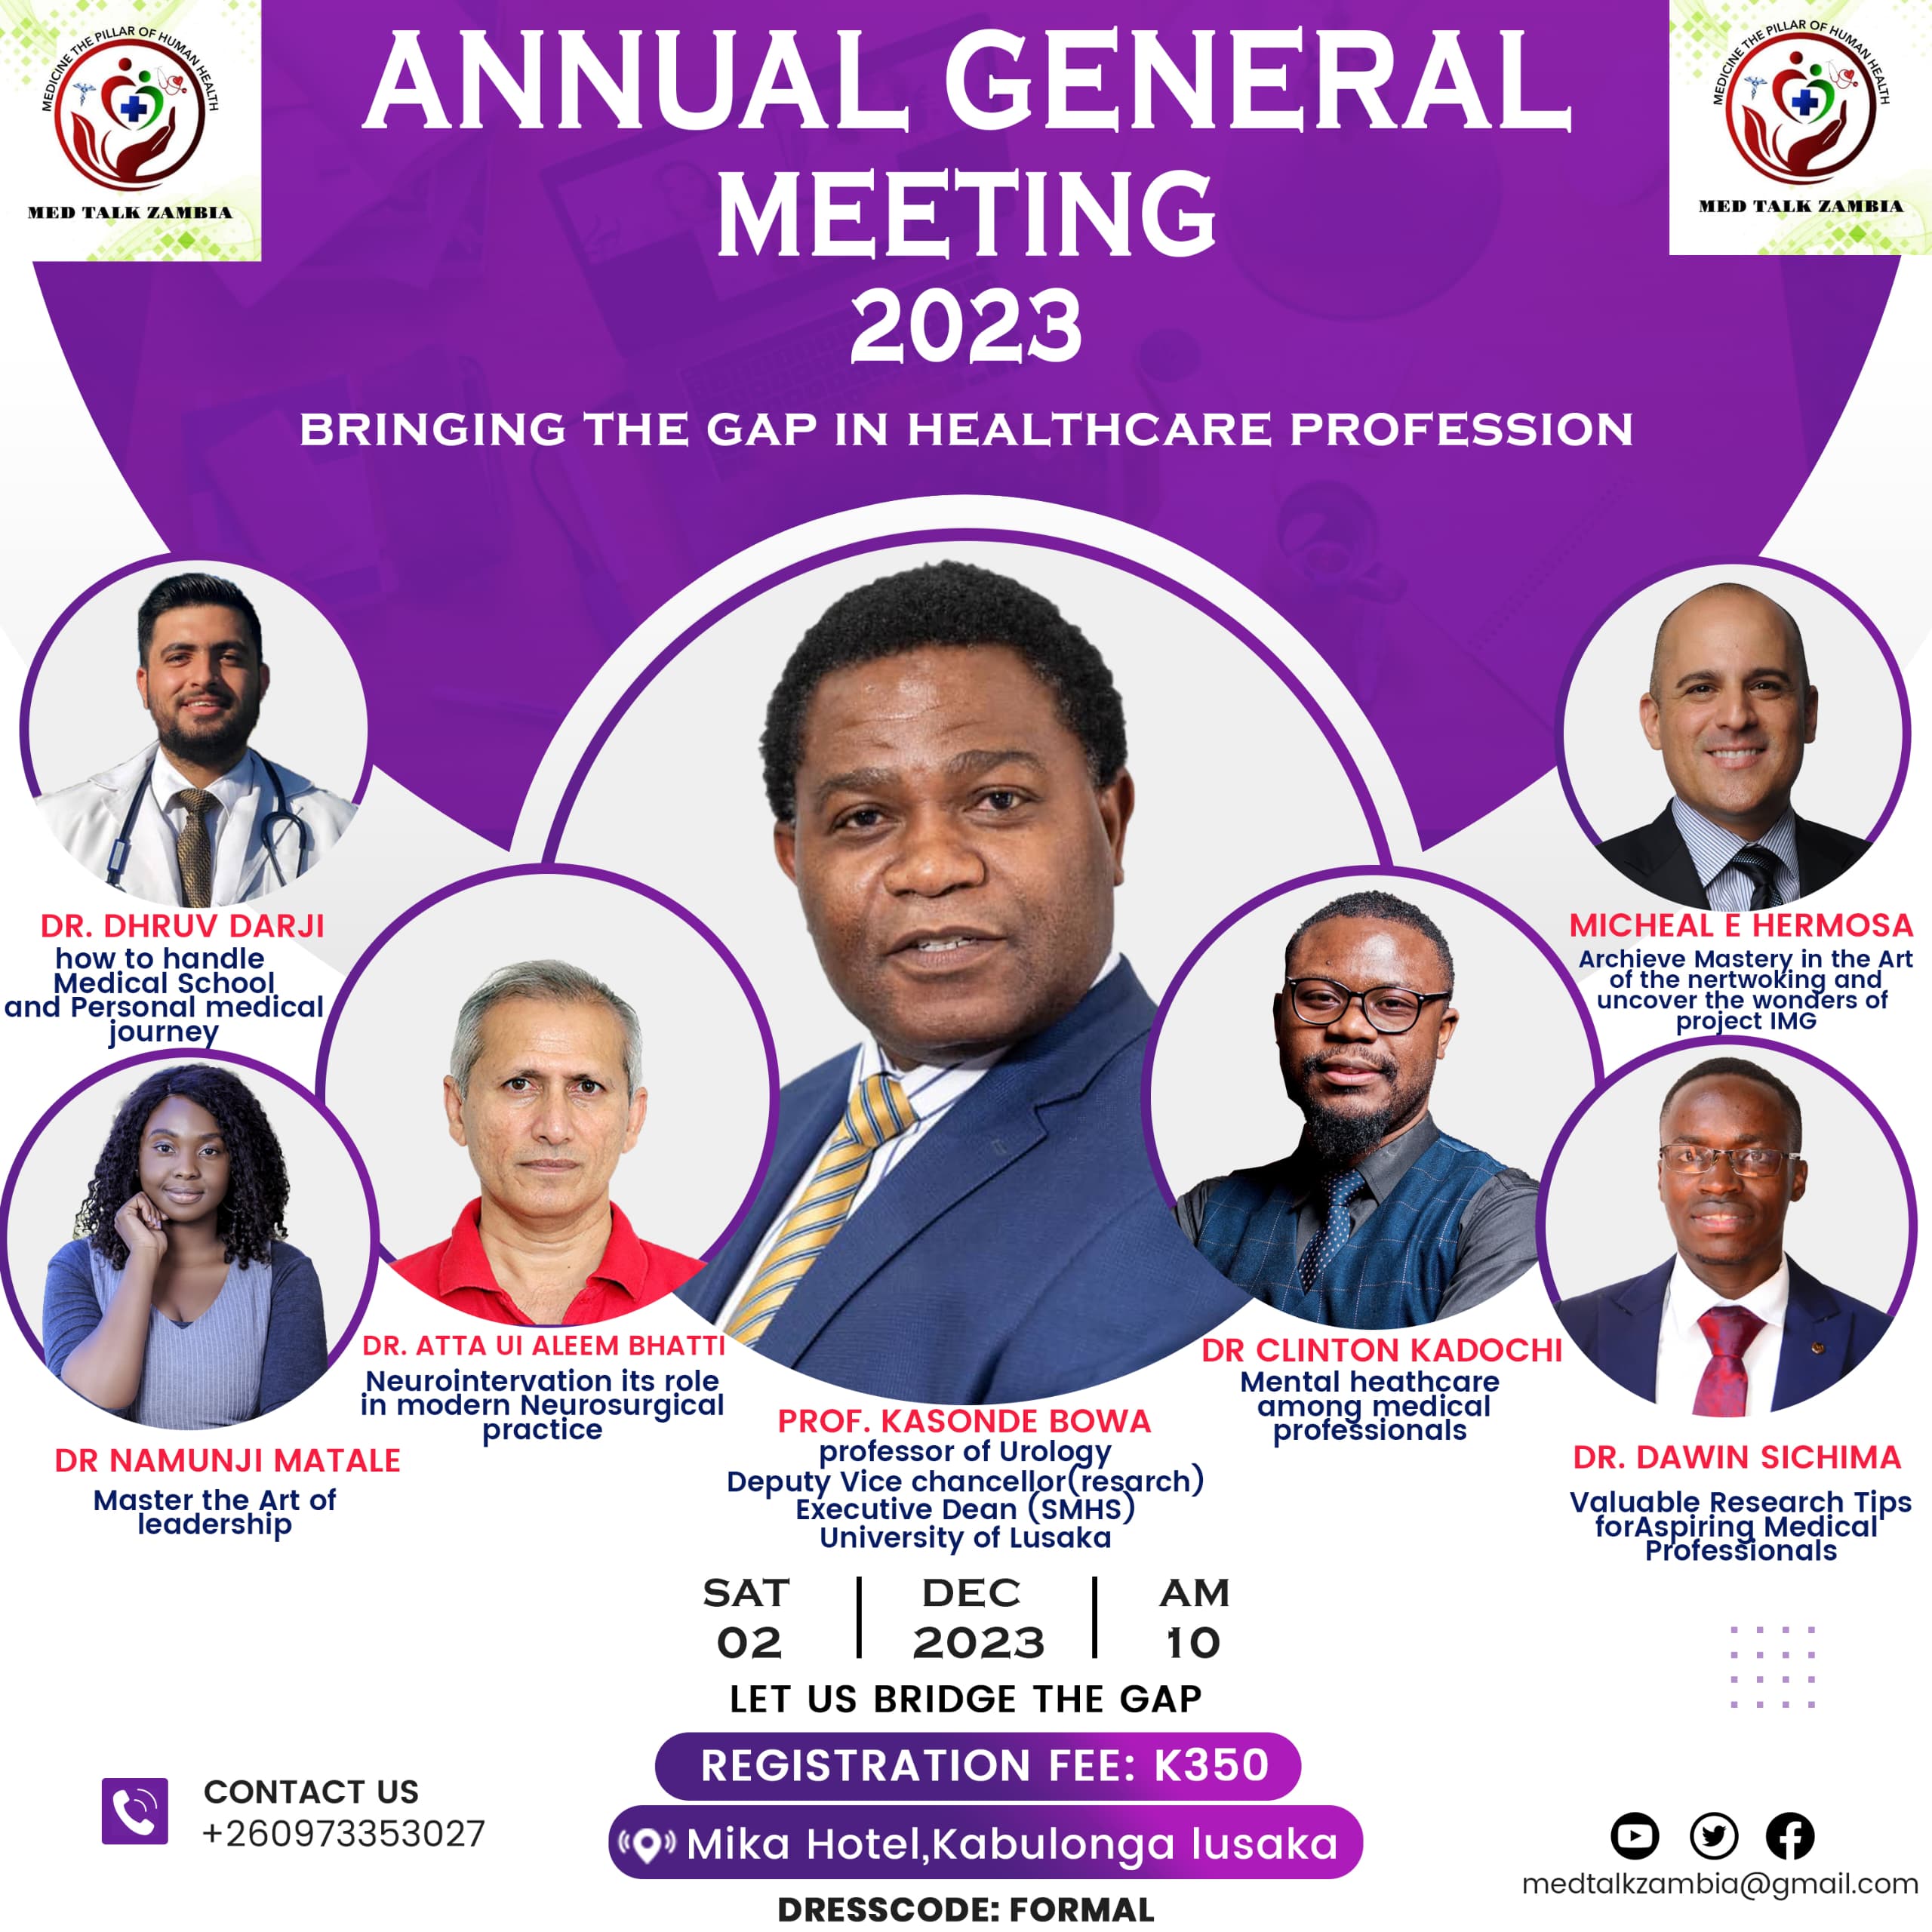 MEDICINE THE PILLAR OF HUMAN HEALTH
MED TALK ZAMBIA
MEDICINE THE PILLAR OF HUMAN HEALTH
MED TALK ZAMBIA
ANNUAL GENERAL
MEETING
2023
BRINGING THE GAP IN HEALTHCARE PROFESSION
DR. DHRUV DARJI
how to handle
Medical School
and Personal medical
journey
MICHEAL E HERMOSA
Archieve Mastery in the Art
of the nertwoking and
uncover the wonders of
project IMG
DR. ATTA UI ALEEM BHATTI
Neurointervation its role
in modern Neurosurgical
practice
DR CLINTON KADOCHI
Mental heathcare
among medical
professionals
DR NAMUNJI MATALE
Master the Art of
leadership
PROF. KASONDE BOWA
professor of Urology
Deputy Vice chancellor(resarch)
Executive Dean (SMHS)
University of Lusaka
DR. DAWIN SICHIMA
Valuable Research Tips
forAspiring Medical
Professionals
SAT DEC AM
02 2023 10
LET US BRIDGE THE GAP
REGISTRATION FEE: K350
Mika Hotel,Kabulonga lusaka
DRESSCODE: FORMAL
CONTACT US
+260973353027
medtalkzambia@gmail.com